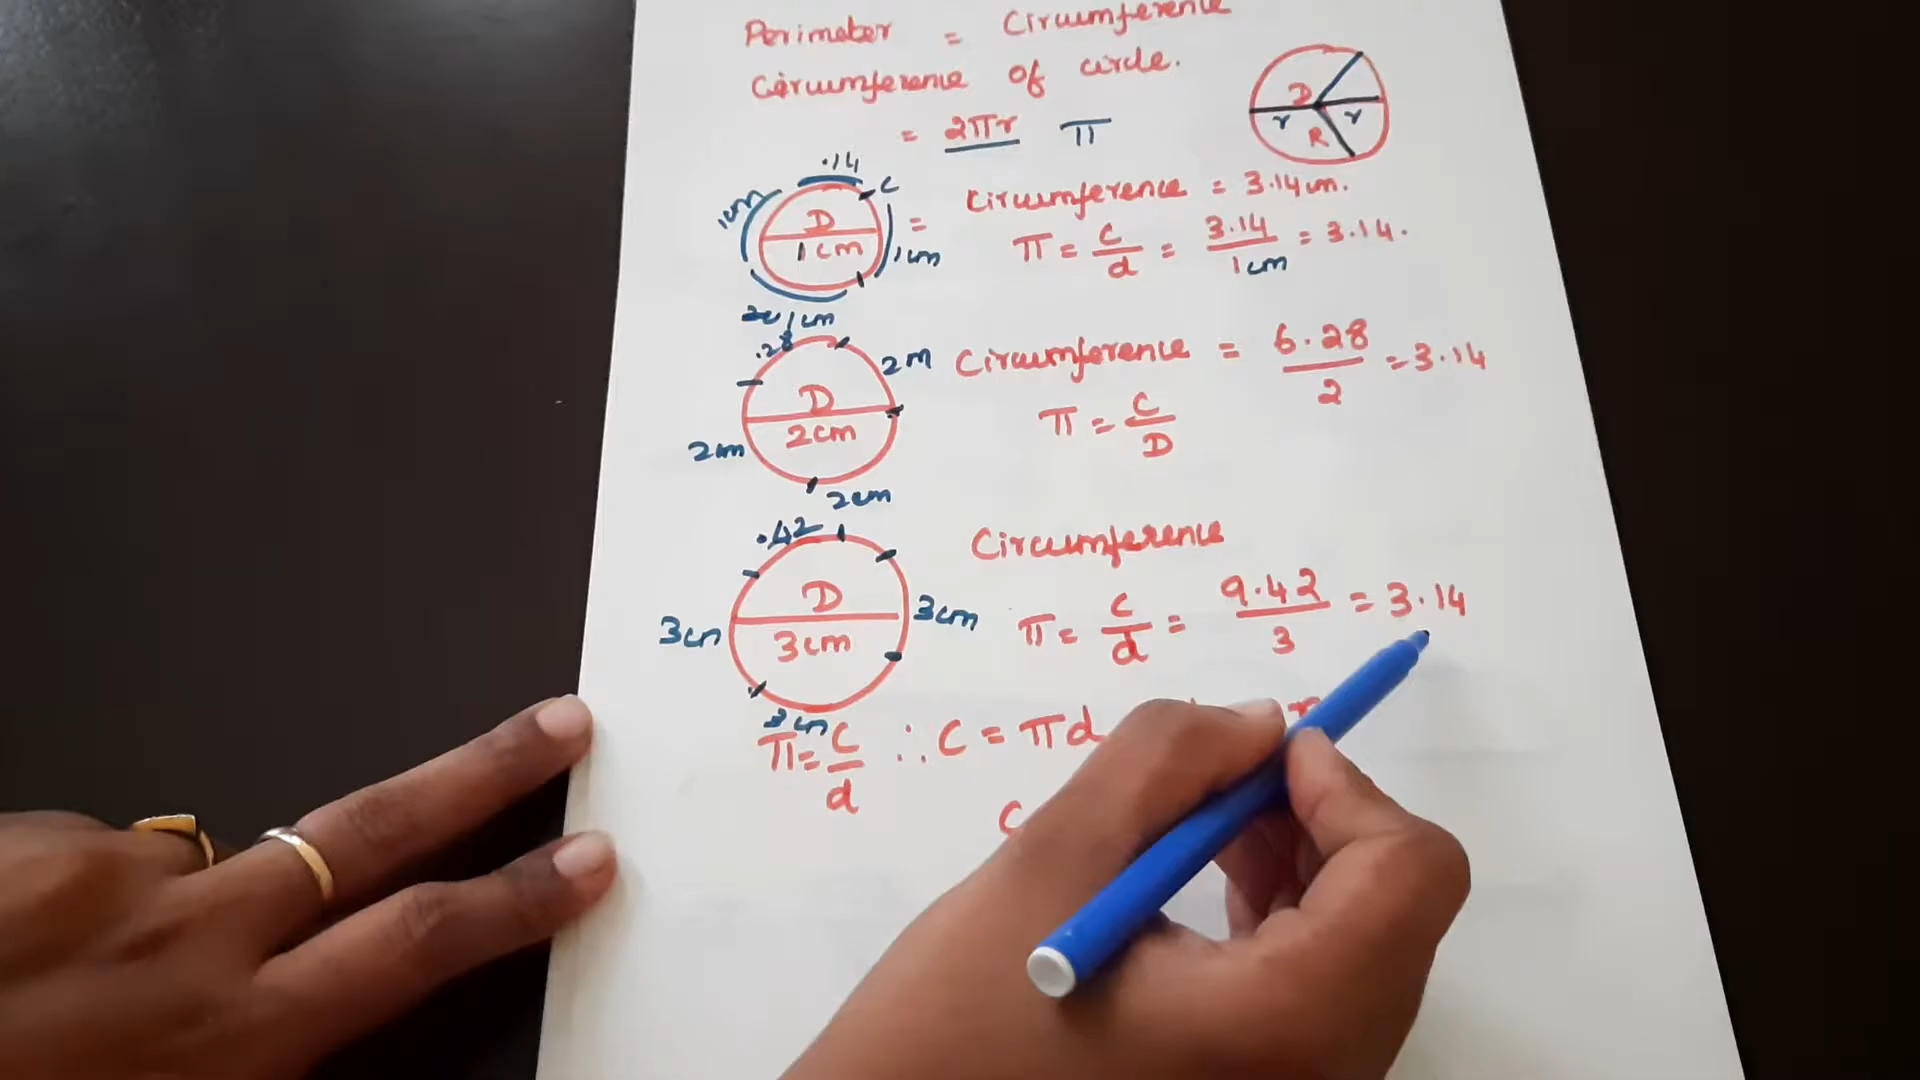 Perimeter = Circumference
Circumference of circle.
= 2πr π
D
r r
R
.14
C
1cm
D
1cm
1cm
1cm
= Circumference = 3.14cm.
π = C/d = 3.14/1cm = 3.14.
.28
2m
D
2cm
2cm
2cm
Circumference = 6.28/2 = 3.14
π = C/D
.42
D
3cm
3cm
3cm
3cm
Circumference
π = C/d = 9.42/3 = 3.14
π = C/d ∴ C = πd
C